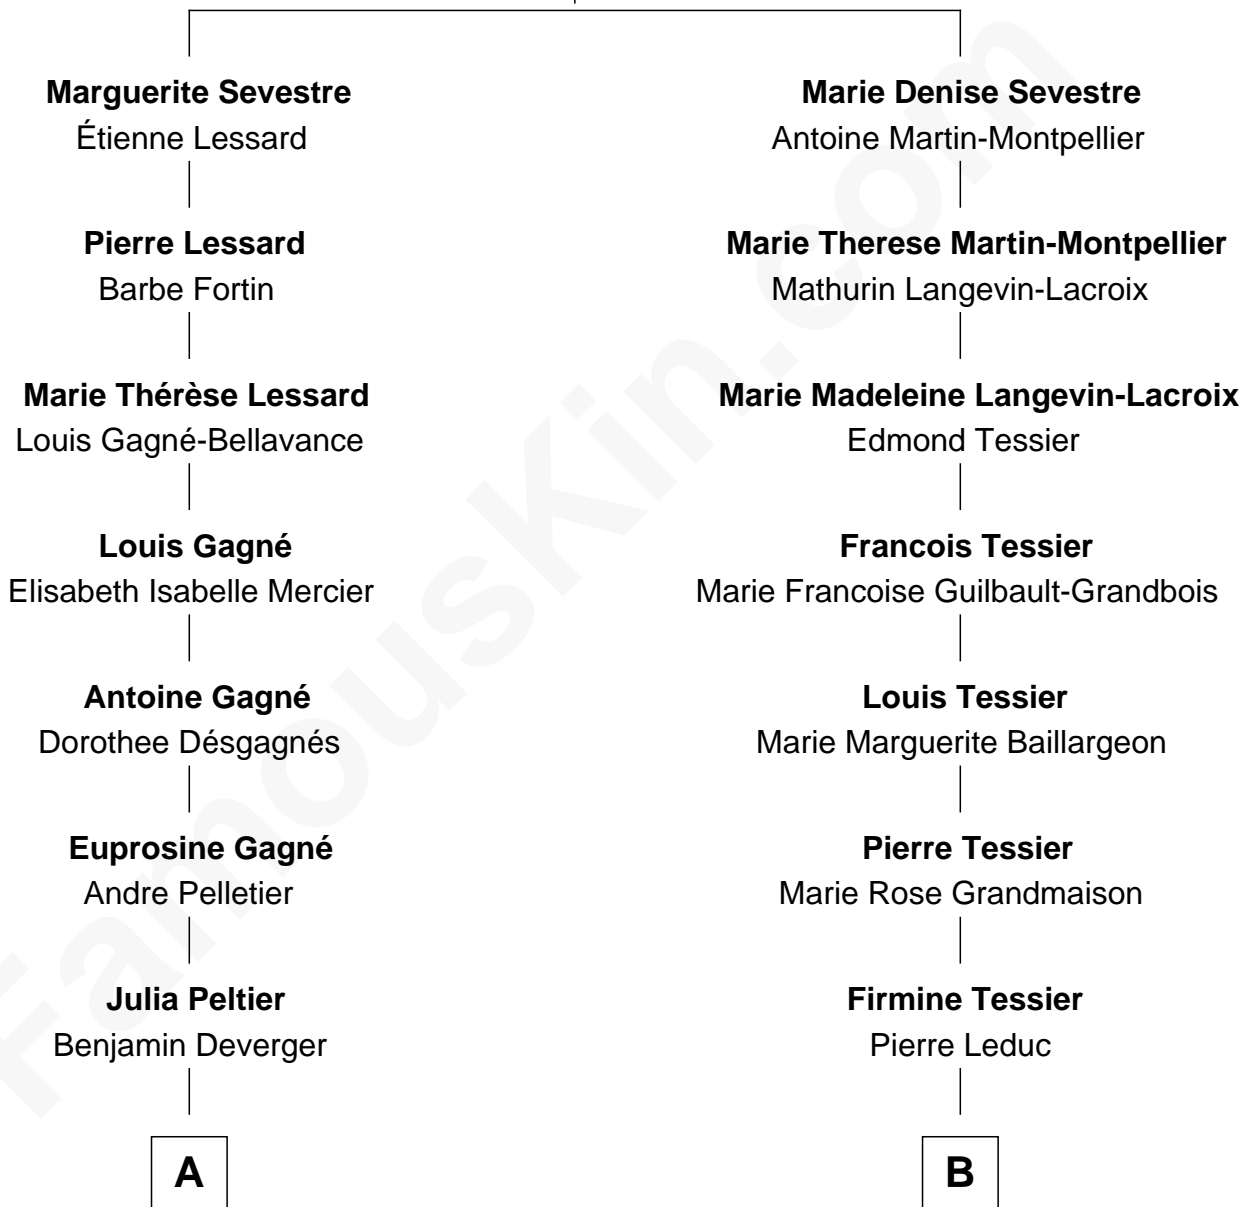 Marguerite Sevestre
Étienne Lessard
Pierre Lessard
Barbe Fortin
Marie Thérèse Lessard
Louis Gagné-Bellavance
Louis Gagné
Elisabeth Isabelle Mercier
Antoine Gagné
Dorothee Désgagnés
Euprosine Gagné
Andre Pelletier
Julia Peltier
Benjamin Deverger
A
Marie Denise Sevestre
Antoine Martin-Montpellier
Marie Therese Martin-Montpellier
Mathurin Langevin-Lacroix
Marie Madeleine Langevin-Lacroix
Edmond Tessier
Francois Tessier
Marie Francoise Guilbault-Grandbois
Louis Tessier
Marie Marguerite Baillargeon
Pierre Tessier
Marie Rose Grandmaison
Firmine Tessier
Pierre Leduc
B
FamousKin.com